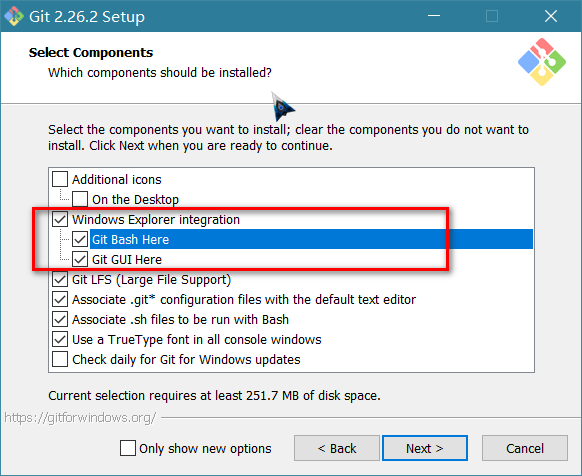 Git 2.26.2 Setup
Select Components
Which components should be installed?
Select the components you want to install; clear the components you do not want to
install. Click Next when you are ready to continue.
Additional icons
On the Desktop
Windows Explorer integration
Git Bash Here
Git GUI Here
Git LFS (Large File Support)
Associate .git* configuration files with the default text editor
Associate .sh files to be run with Bash
Use a TrueType font in all console windows
Check daily for Git for Windows updates
Current selection requires at least 251.7 MB of disk space.
https://gitforwindows.org/
Only show new options
< Back
Next >
Cancel